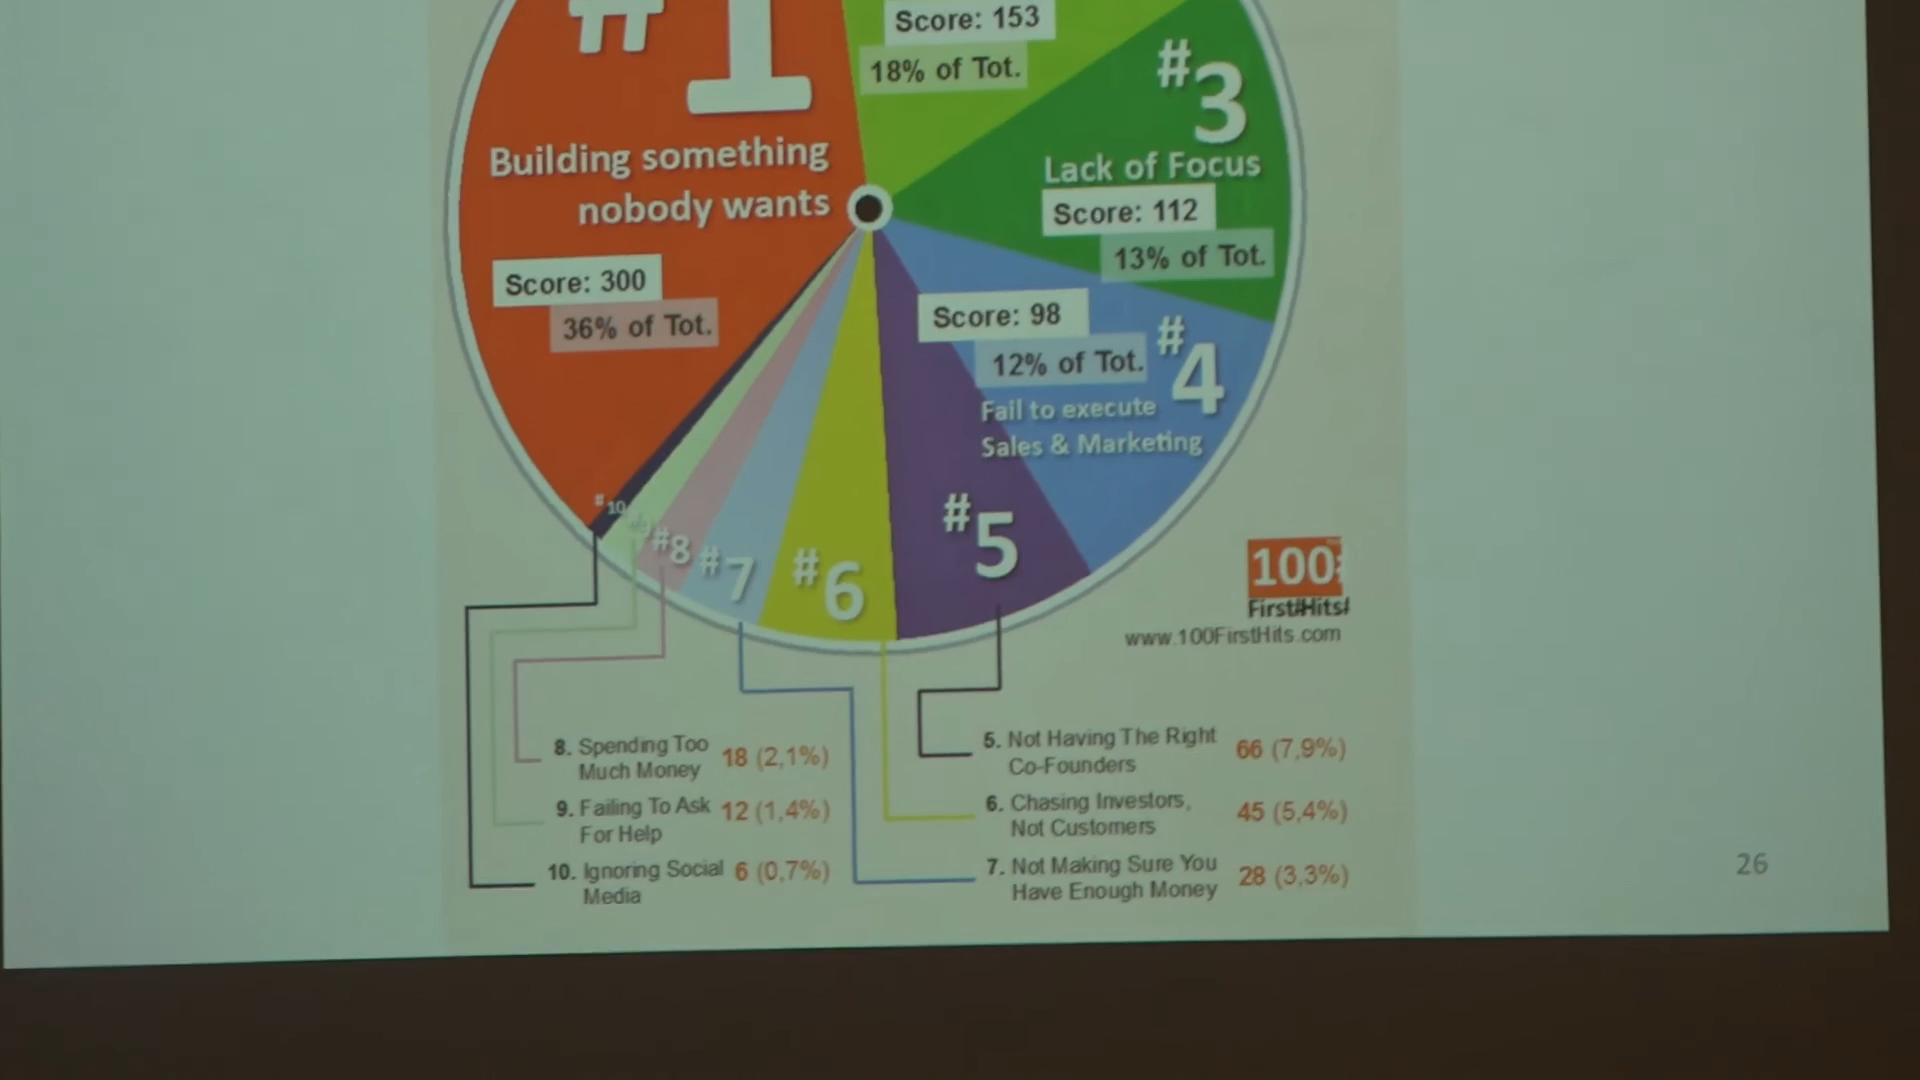 #1
Score: 153
18% of Tot.
#3
Building something
nobody wants
Lack of Focus
Score: 112
13% of Tot.
Score: 300
36% of Tot.
Score: 98
12% of Tot.
#4
Fail to execute
Sales & Marketing
#10
#8
#7
#6
#5
100
www.100FirstHits.com
8. Spending Too
Much Money
18 (2,1%)
9. Failing To Ask
For Help
12 (1,4%)
10. Ignoring Social
Media
6 (0,7%)
5. Not Having The Right
Co-Founders
66 (7,9%)
6. Chasing Investors,
Not Customers
45 (5,4%)
7. Not Making Sure You
Have Enough Money
28 (3,3%)
26